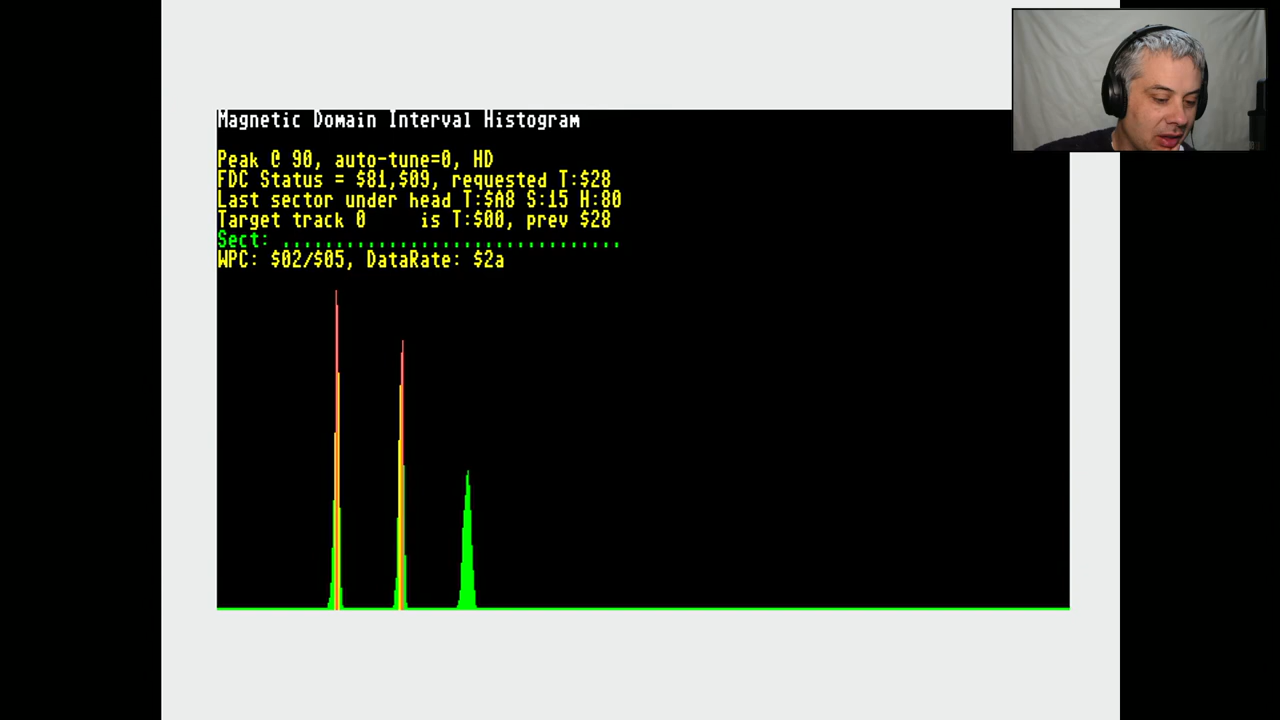 Magnetic Domain Interval Histogram
Peak @ 90, auto-tune=0, HD
FDC Status = $81,$09, requested T:$28
Last sector under head T:$A8 S:15 H:80
Target track 0 is T:$00, prev $28
Sect: ................................
WPC: $02/$05, DataRate: $2a